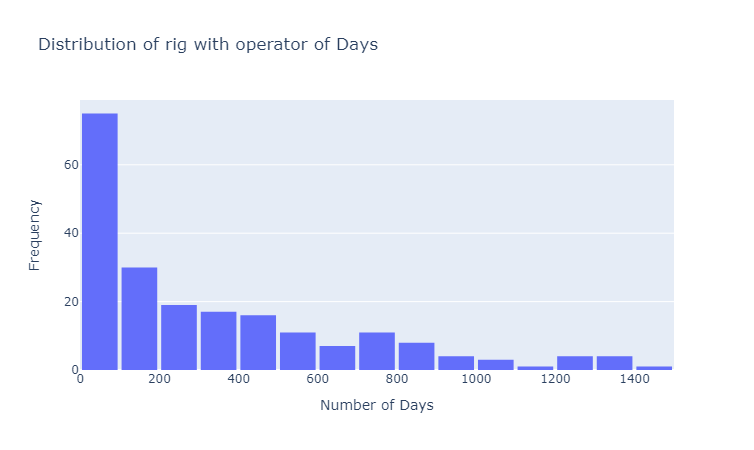 Distribution of rig with operator of Days
Frequency
60
40
20
0
0 200 400 600 800 1000 1200 1400
Number of Days